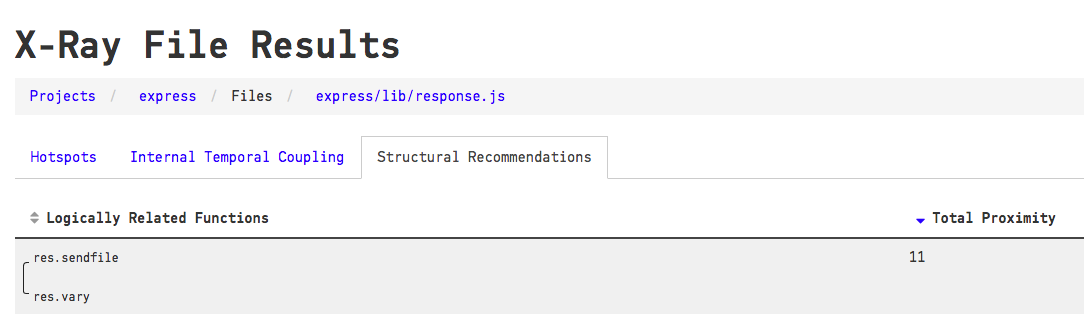 X-Ray File Results
Projects / express / Files / express/lib/response.js
Hotspots Internal Temporal Coupling Structural Recommendations
Logically Related Functions Total Proximity
res.sendfile 11
res.vary